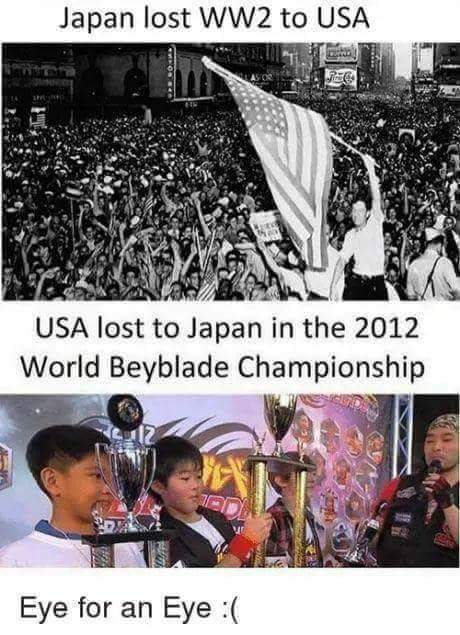 Japan lost WW2 to USA
ASTOR
USA lost to Japan in the 2012
World Beyblade Championship
Eye for an Eye :(